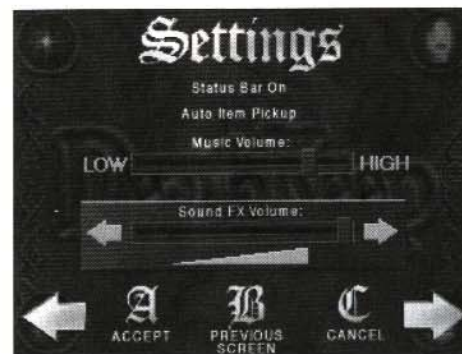 Settings
Status Bar On
Auto Item Pickup
Music Volume:
LOW HIGH
Sound FX Volume:
A B C
ACCEPT PREVIOUS SCREEN CANCEL